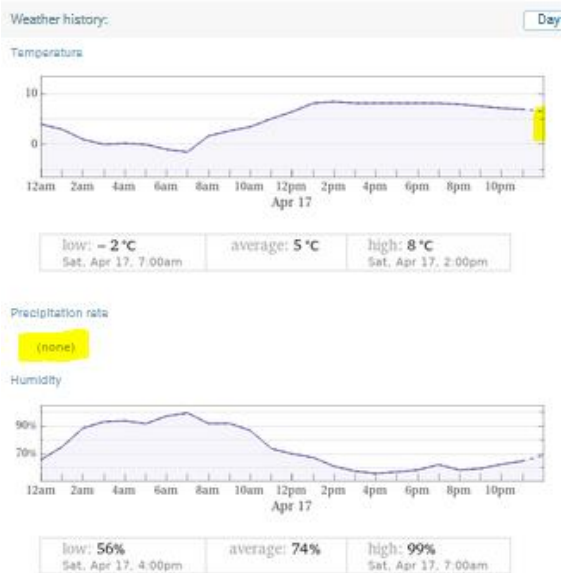 Weather history:
Day
Temperature
10
0
12am 2am 4am 6am 8am 10am 12pm 2pm 4pm 6pm 8pm 10pm
Apr 17
low: – 2 °C average: 5 °C high: 8 °C
Sat, Apr 17, 7:00am Sat, Apr 17, 2:00pm
Precipitation rate
(none)
Humidity
90%
70%
12am 2am 4am 6am 8am 10am 12pm 2pm 4pm 6pm 8pm 10pm
Apr 17
low: 56% average: 74% high: 99%
Sat, Apr 17, 4:00pm Sat, Apr 17, 7:00am